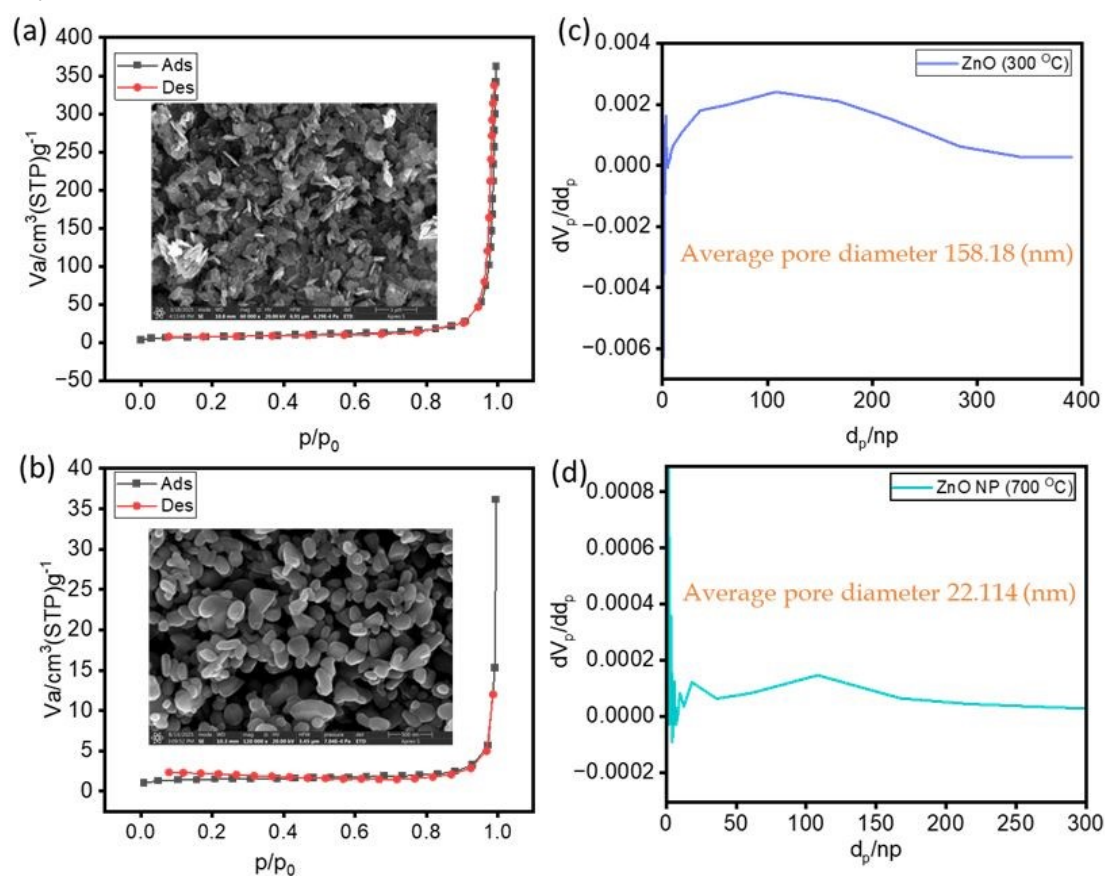 (a)
Va/cm³(STP)g⁻¹
400
350
300
250
200
150
100
50
0
−50
Ads
Des
0.0 0.2 0.4 0.6 0.8 1.0
p/p₀
(c)
dVₚ/ddₚ
0.004
0.002
0.000
−0.002
−0.004
−0.006
ZnO (300 ᴼC)
Average pore diameter 158.18 (nm)
0 100 200 300 400
dₚ/np
(b)
Va/cm³(STP)g⁻¹
40
35
30
25
20
15
10
5
0
Ads
Des
0.0 0.2 0.4 0.6 0.8 1.0
p/p₀
(d)
dVₚ/ddₚ
0.0008
0.0006
0.0004
0.0002
0.0000
−0.0002
ZnO NP (700 ᴼC)
Average pore diameter 22.114 (nm)
0 50 100 150 200 250 300
dₚ/np